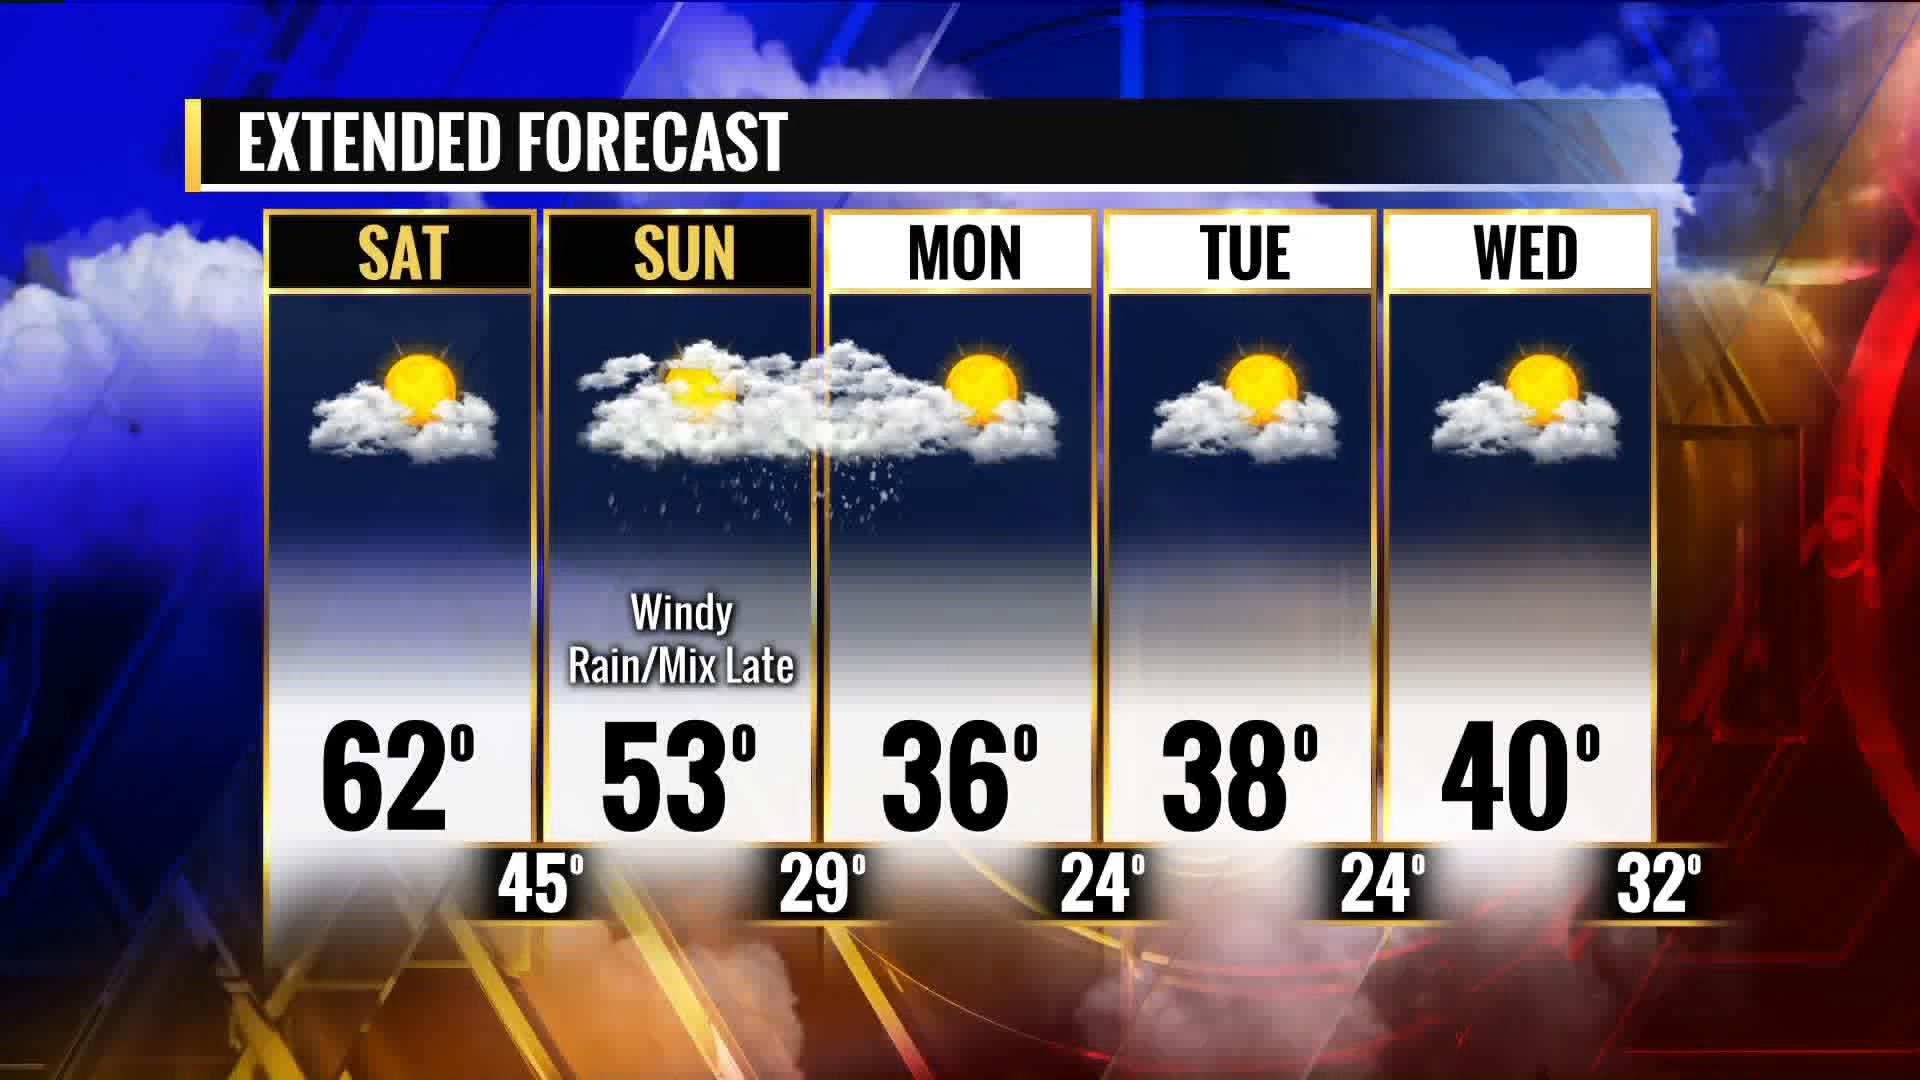 EXTENDED FORECAST
SAT SUN MON TUE WED
Windy
Rain/Mix Late
62° 53° 36° 38° 40°
45° 29° 24° 24° 32°